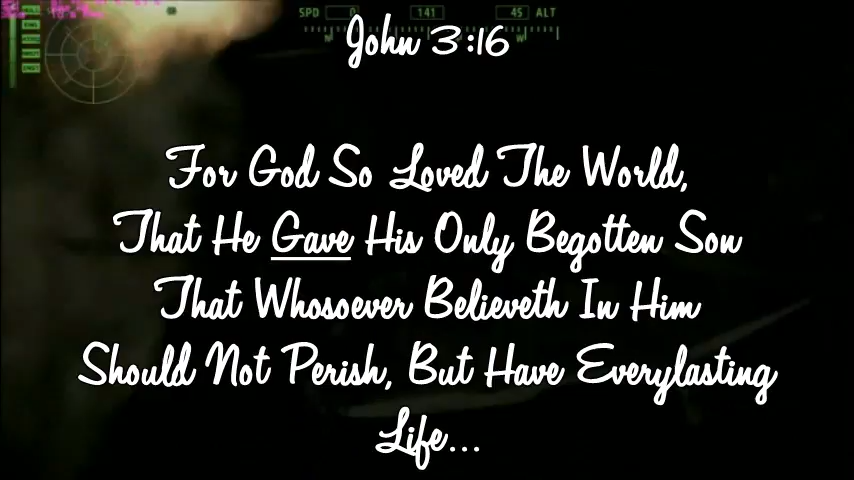 SPD 0 141 45 ALT
John 3:16
For God So Loved The World,
That He Gave His Only Begotten Son
That Whosoever Believeth In Him
Should Not Perish, But Have Everylasting
Life...